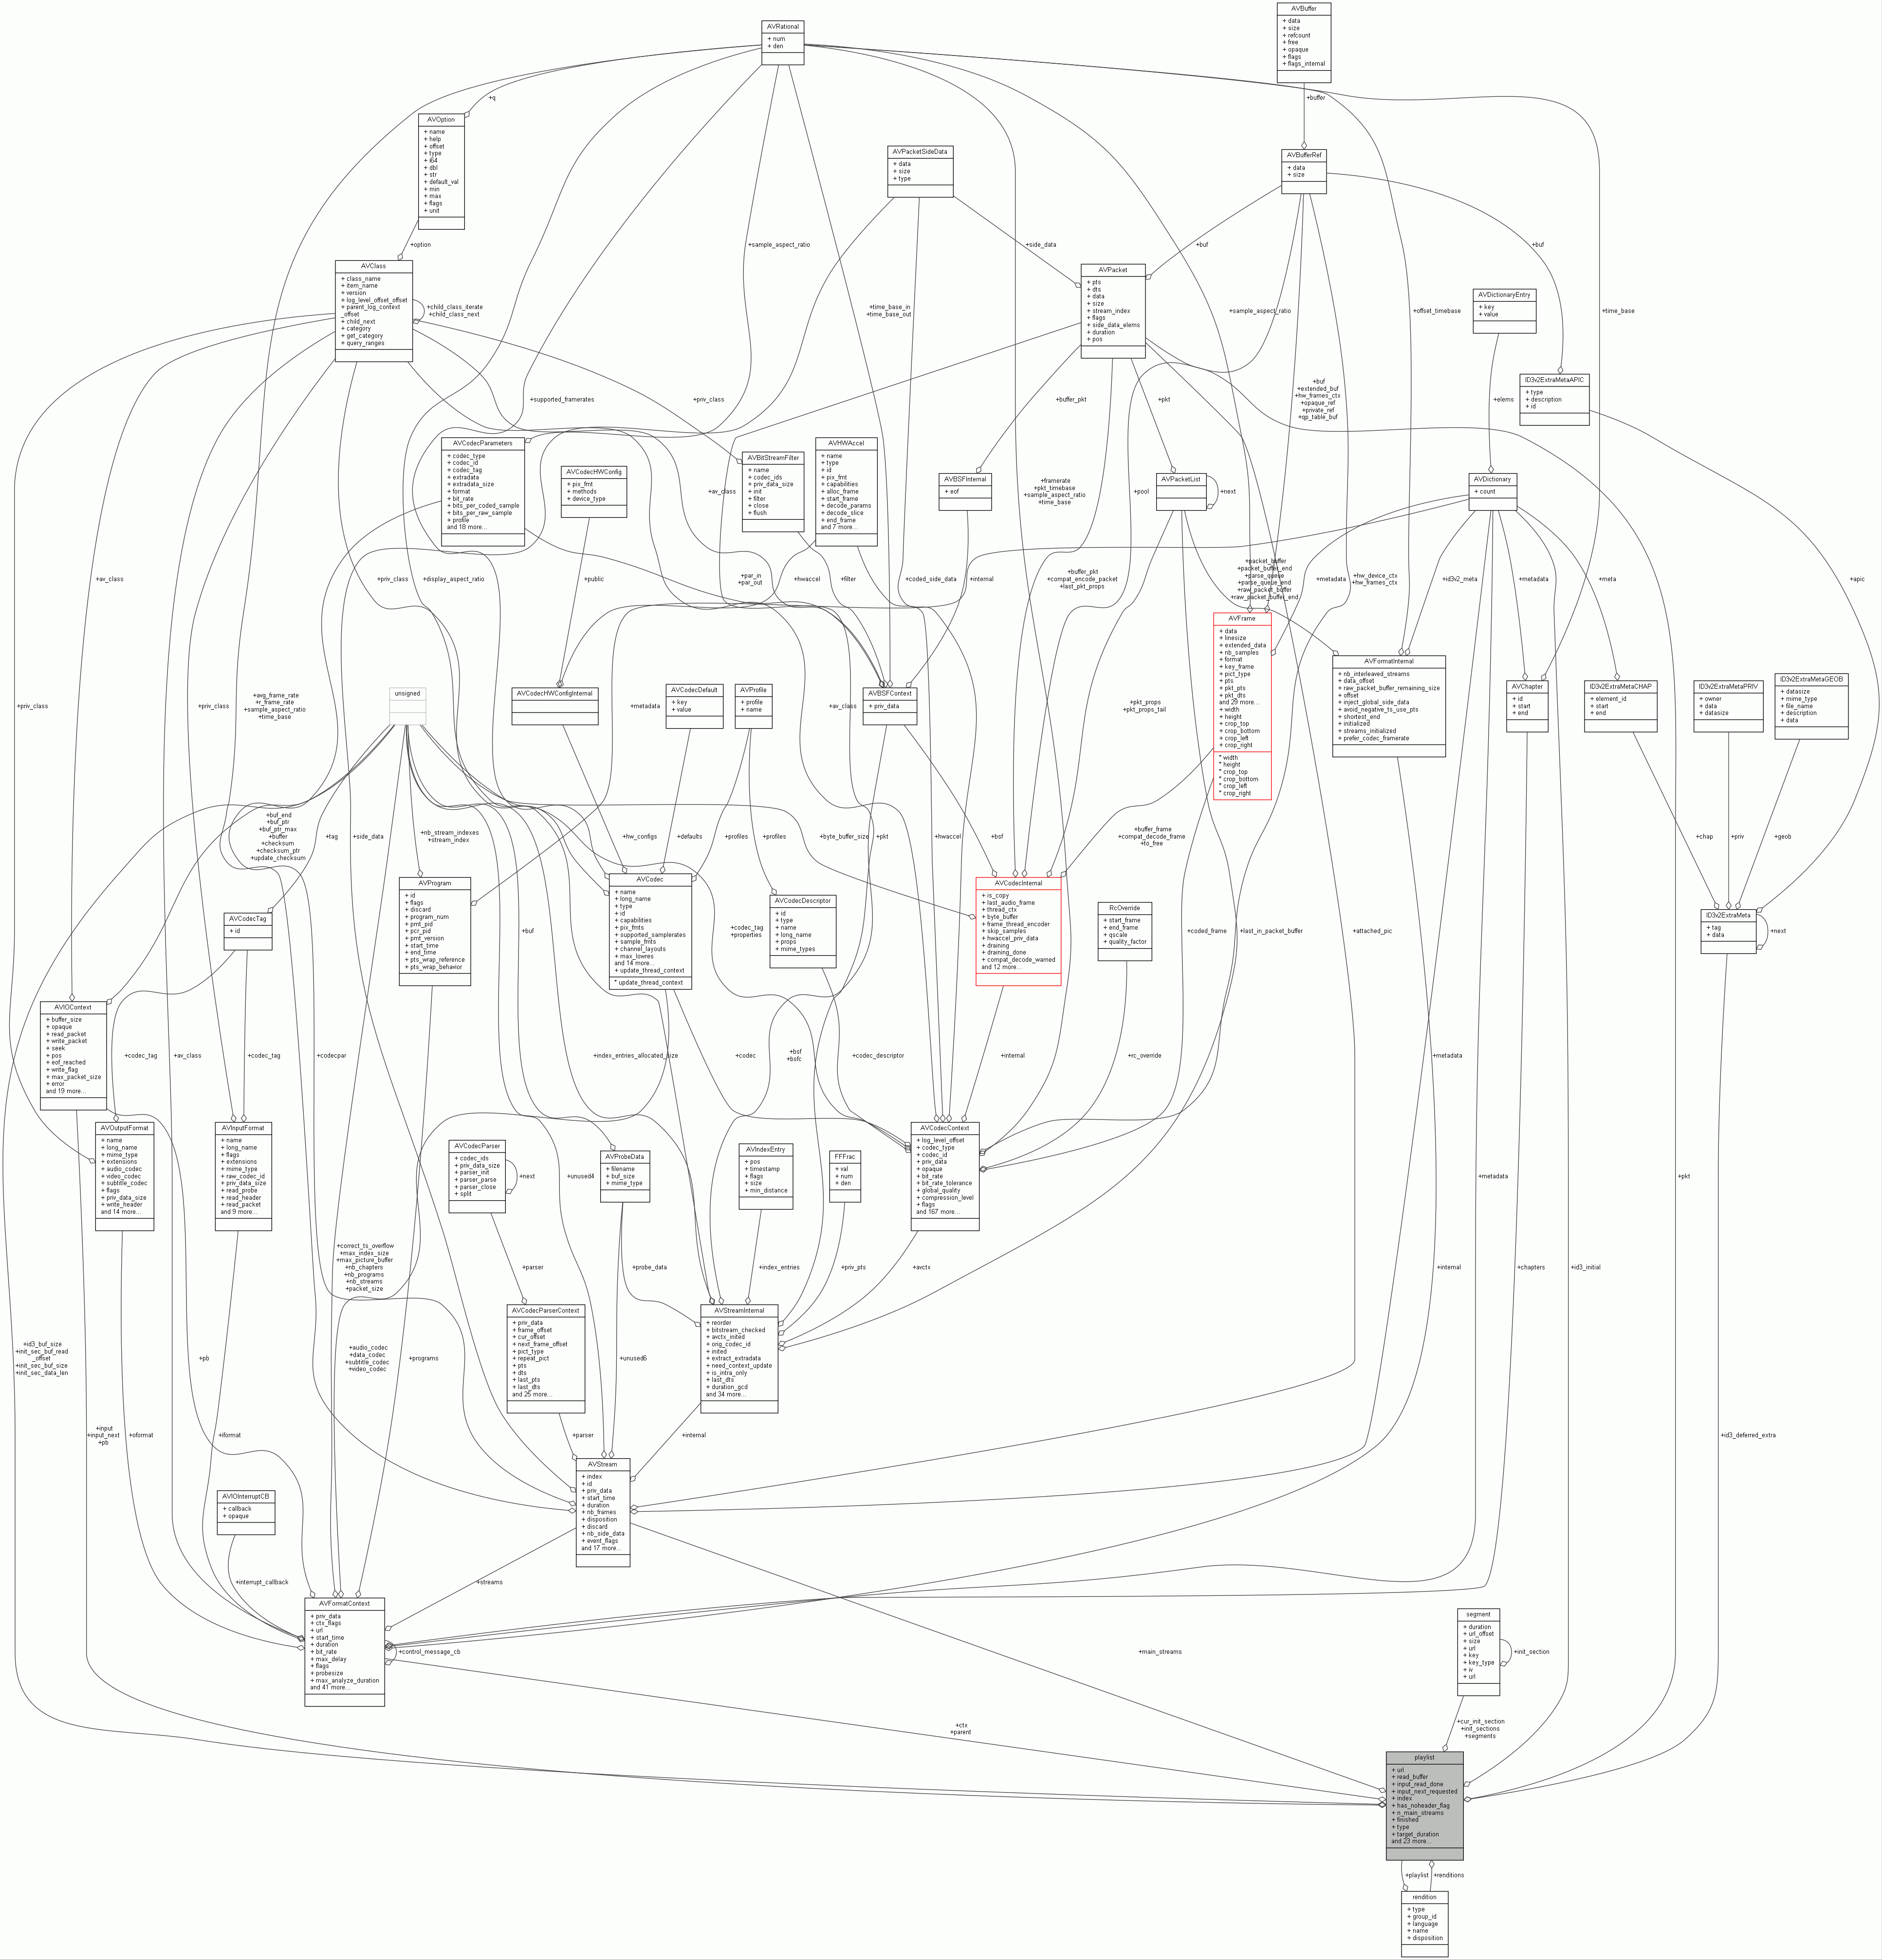 AVBuffer
+ data
+ size
+ refcount
+ free
+ opaque
+ flags
+ flags_internal
AVRational
+ num
+ den
+q
+buffer
AVOption
+ name
+ help
+ offset
+ type
+ i64
+ dbl
+ str
+ default_val
+ min
+ max
+ flags
+ unit
AVPacketSideData
+ data
+ size
+ type
AVBufferRef
+ data
+ size
+option
+sample_aspect_ratio
+side_data
+buf
+buf
AVClass
+ class_name
+ item_name
+ version
+ log_level_offset_offset
+ parent_log_context
_offset
+ child_next
+ category
+ get_category
+ query_ranges
+child_class_iterate
+child_class_next
+time_base_in
+time_base_out
AVPacket
+ pts
+ dts
+ data
+ size
+ stream_index
+ flags
+ side_data_elems
+ duration
+ pos
+sample_aspect_ratio
+offset_timebase
AVDictionaryEntry
+ key
+ value
+time_base
+supported_framerates
+priv_class
+buffer_pkt
+pkt
+buf
+extended_buf
+hw_frames_ctx
+opaque_ref
+private_ref
+qp_table_buf
+elems
ID3v2ExtraMetaAPIC
+ type
+ description
+ id
AVCodecParameters
+ codec_type
+ codec_id
+ codec_tag
+ extradata
+ extradata_size
+ format
+ bit_rate
+ bits_per_coded_sample
+ bits_per_raw_sample
+ profile
and 18 more...
AVCodecHWConfig
+ pix_fmt
+ methods
+ device_type
+av_class
AVBitStreamFilter
+ name
+ codec_ids
+ priv_data_size
+ init
+ filter
+ close
+ flush
AVHWAccel
+ name
+ type
+ id
+ pix_fmt
+ capabilities
+ alloc_frame
+ start_frame
+ decode_params
+ decode_slice
+ end_frame
and 7 more...
AVBSFInternal
+ eof
+framerate
+pkt_timebase
+sample_aspect_ratio
+time_base
+pool
AVPacketList
+next
AVDictionary
+ count
+av_class
+priv_class
+display_aspect_ratio
+public
+par_in
+par_out
+hwaccel
+filter
+coded_side_data
+internal
+buffer_pkt
+compat_encode_packet
+last_pkt_props
+packet_buffer
+packet_buffer_end
+parse_queue
+parse_queue_end
+raw_packet_buffer
+raw_packet_buffer_end
+metadata
+hw_device_ctx
+hw_frames_ctx
+id3v2_meta
+metadata
+meta
+apic
+priv_class
+avg_frame_rate
+r_frame_rate
+sample_aspect_ratio
+time_base
+priv_class
unsigned
AVCodecHWConfigInternal
+metadata
AVCodecDefault
+ key
+ value
AVProfile
+ profile
+ name
+av_class
AVBSFContext
+ priv_data
+pkt_props
+pkt_props_tail
AVFrame
+ data
+ linesize
+ extended_data
+ nb_samples
+ format
+ key_frame
+ pict_type
+ pts
+ pkt_pts
+ pkt_dts
and 29 more...
+ width
+ height
+ crop_top
+ crop_bottom
+ crop_left
+ crop_right
* width
* height
* crop_top
* crop_bottom
* crop_left
* crop_right
AVFormatInternal
+ nb_interleaved_streams
+ data_offset
+ raw_packet_buffer_remaining_size
+ offset
+ inject_global_side_data
+ avoid_negative_ts_use_pts
+ shortest_end
+ initialized
+ streams_initialized
+ prefer_codec_framerate
AVChapter
+ id
+ start
+ end
ID3v2ExtraMetaCHAP
+ element_id
+ start
+ end
ID3v2ExtraMetaPRIV
+ owner
+ data
+ datasize
ID3v2ExtraMetaGEOB
+ datasize
+ mime_type
+ file_name
+ description
+ data
+buf_end
+buf_ptr
+buf_ptr_max
+buffer
+checksum
+checksum_ptr
+update_checksum
+tag
+side_data
+nb_stream_indexes
+stream_index
+buf
+hw_configs
+defaults
+profiles
+profiles
+byte_buffer_size
+pkt
+hwaccel
+bsf
+buffer_frame
+compat_decode_frame
+to_free
+chap
+priv
+geob
AVCodecTag
+ id
AVProgram
+ id
+ flags
+ discard
+ program_num
+ pmt_pid
+ pcr_pid
+ pmt_version
+ start_time
+ end_time
+ pts_wrap_reference
+ pts_wrap_behavior
AVCodec
+ name
+ long_name
+ type
+ id
+ capabilities
+ pix_fmts
+ supported_samplerates
+ sample_fmts
+ channel_layouts
+ max_lowres
and 14 more...
+ update_thread_context
* update_thread_context
+codec_tag
+properties
AVCodecDescriptor
+ id
+ type
+ name
+ long_name
+ props
+ mime_types
AVCodecInternal
+ is_copy
+ last_audio_frame
+ thread_ctx
+ byte_buffer
+ frame_thread_encoder
+ skip_samples
+ hwaccel_priv_data
+ draining
+ draining_done
+ compat_decode_warned
and 12 more...
RcOverride
+ start_frame
+ end_frame
+ qscale
+ quality_factor
+coded_frame
+last_in_packet_buffer
+attached_pic
ID3v2ExtraMeta
+ tag
+ data
+next
AVIOContext
+ buffer_size
+ opaque
+ read_packet
+ write_packet
+ seek
+ pos
+ eof_reached
+ write_flag
+ max_packet_size
+ error
and 19 more...
+codec_tag
+av_class
+codec_tag
+codecpar
+index_entries_allocated_size
+codec
+bsf
+bsfc
+codec_descriptor
+internal
+rc_override
+metadata
AVOutputFormat
+ name
+ long_name
+ mime_type
+ extensions
+ audio_codec
+ video_codec
+ subtitle_codec
+ flags
+ priv_data_size
+ write_header
and 14 more...
AVInputFormat
+ name
+ long_name
+ flags
+ extensions
+ mime_type
+ raw_codec_id
+ priv_data_size
+ read_probe
+ read_header
+ read_packet
and 9 more...
AVCodecParser
+ codec_ids
+ priv_data_size
+ parser_init
+ parser_parse
+ parser_close
+ split
+next
+unused4
AVProbeData
+ filename
+ buf_size
+ mime_type
AVIndexEntry
+ pos
+ timestamp
+ flags
+ size
+ min_distance
FFFrac
+ val
+ num
+ den
AVCodecContext
+ log_level_offset
+ codec_type
+ codec_id
+ priv_data
+ opaque
+ bit_rate
+ bit_rate_tolerance
+ global_quality
+ compression_level
+ flags
and 167 more...
+metadata
+pkt
+correct_ts_overflow
+max_index_size
+max_picture_buffer
+nb_chapters
+nb_programs
+nb_streams
+packet_size
+parser
+probe_data
+index_entries
+priv_pts
+avctx
+internal
+chapters
+id3_initial
+id3_buf_size
+init_sec_buf_read
_offset
+init_sec_buf_size
+init_sec_data_len
+pb
+audio_codec
+data_codec
+subtitle_codec
+video_codec
+programs
AVCodecParserContext
+ priv_data
+ frame_offset
+ cur_offset
+ next_frame_offset
+ pict_type
+ repeat_pict
+ pts
+ dts
+ last_pts
+ last_dts
and 25 more...
+unused6
AVStreamInternal
+ reorder
+ bitstream_checked
+ avctx_inited
+ orig_codec_id
+ inited
+ extract_extradata
+ need_context_update
+ is_intra_only
+ last_dts
+ duration_gcd
and 34 more...
+input
+input_next
+pb
+oformat
+iformat
+parser
+internal
+id3_deferred_extra
AVIOInterruptCB
+ callback
+ opaque
AVStream
+ index
+ id
+ priv_data
+ start_time
+ duration
+ nb_frames
+ disposition
+ discard
+ nb_side_data
+ event_flags
and 17 more...
+interrupt_callback
+streams
AVFormatContext
+ priv_data
+ ctx_flags
+ url
+ start_time
+ duration
+ bit_rate
+ max_delay
+ flags
+ probesize
+ max_analyze_duration
and 41 more...
+control_message_cb
+main_streams
segment
+ duration
+ url_offset
+ size
+ url
+ key
+ key_type
+ iv
+ url
+init_section
+ctx
+parent
+cur_init_section
+init_sections
+segments
playlist
+ url
+ read_buffer
+ input_read_done
+ input_next_requested
+ index
+ has_noheader_flag
+ n_main_streams
+ finished
+ type
+ target_duration
and 23 more...
+playlist
+renditions
rendition
+ type
+ group_id
+ language
+ name
+ disposition